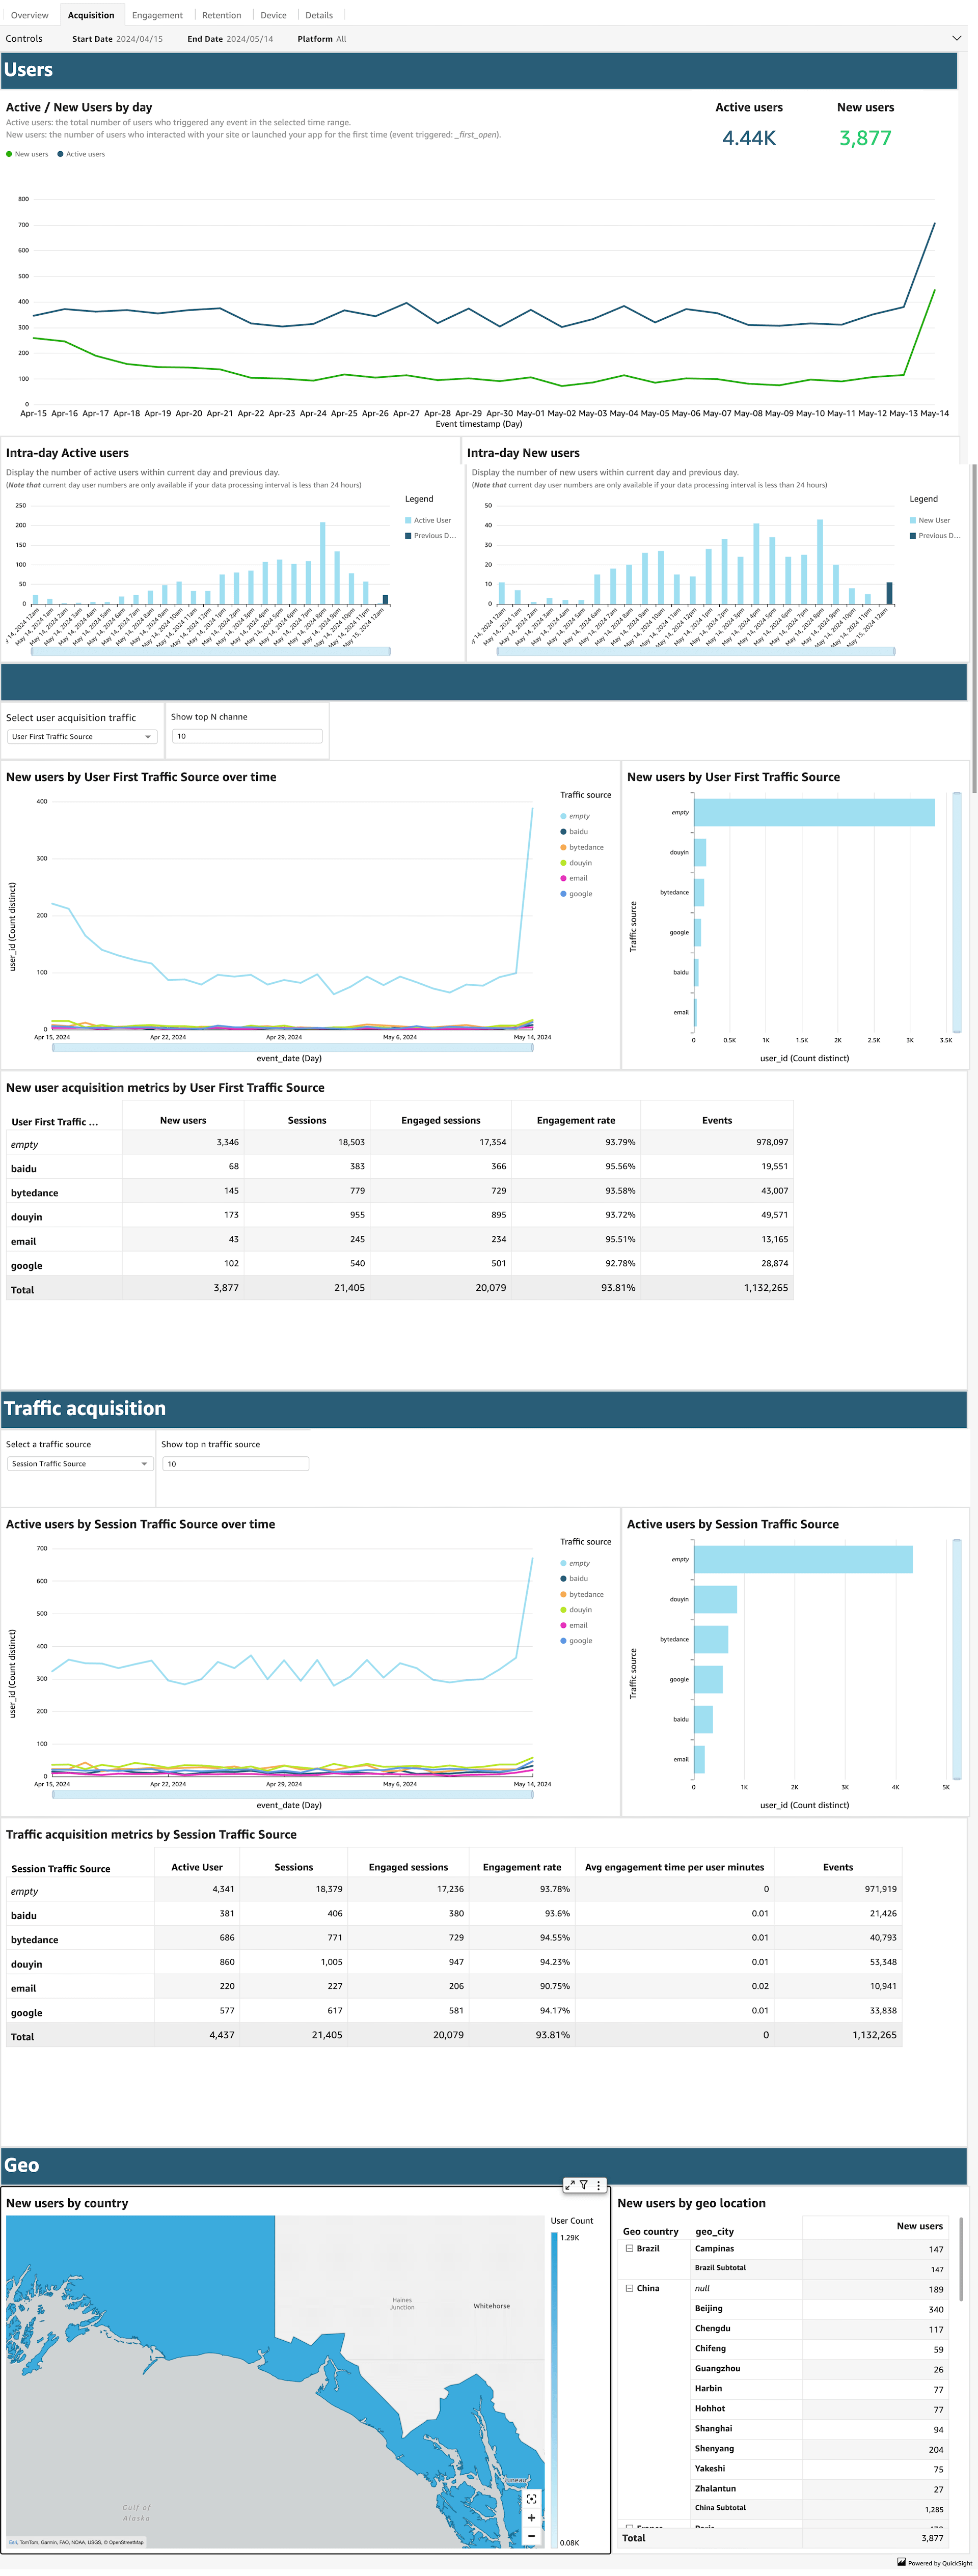 Overview Acquisition Engagement Retention Device Details
Controls Start Date 2024/04/15 End Date 2024/05/14 Platform All
Users
Active / New Users by day
Active users: the total number of users who triggered any event in the selected time range.
New users: the number of users who interacted with your site or launched your app for the first time (event triggered: _first_open).
New users Active users
Active users New users
4.44K 3,877
800
700
600
500
400
300
200
100
0
Apr-15 Apr-16 Apr-17 Apr-18 Apr-19 Apr-20 Apr-21 Apr-22 Apr-23 Apr-24 Apr-25 Apr-26 Apr-27 Apr-28 Apr-29 Apr-30 May-01 May-02 May-03 May-04 May-05 May-06 May-07 May-08 May-09 May-10 May-11 May-12 May-13 May-14
Event timestamp (Day)
Intra-day Active users
Display the number of active users within current day and previous day.
(Note that current day user numbers are only available if your data processing interval is less than 24 hours)
Legend
Active User
Previous D...
250
200
150
100
50
0
Intra-day New users
Display the number of new users within current day and previous day.
(Note that current day user numbers are only available if your data processing interval is less than 24 hours)
Legend
New User
Previous D...
50
40
30
20
10
0
Select user acquisition traffic
User First Traffic Source
Show top N channe
10
New users by User First Traffic Source over time
Traffic source
empty
baidu
bytedance
douyin
email
google
user_id (Count distinct)
400
300
200
100
0
Apr 15, 2024 Apr 22, 2024 Apr 29, 2024 May 6, 2024 May 14, 2024
event_date (Day)
New users by User First Traffic Source
Traffic source
empty
douyin
bytedance
google
baidu
email
0 0.5K 1K 1.5K 2K 2.5K 3K 3.5K
user_id (Count distinct)
New user acquisition metrics by User First Traffic Source
User First Traffic ... New users Sessions Engaged sessions Engagement rate Events
empty 3,346 18,503 17,354 93.79% 978,097
baidu 68 383 366 95.56% 19,551
bytedance 145 779 729 93.58% 43,007
douyin 173 955 895 93.72% 49,571
email 43 245 234 95.51% 13,165
google 102 540 501 92.78% 28,874
Total 3,877 21,405 20,079 93.81% 1,132,265
Traffic acquisition
Select a traffic source
Session Traffic Source
Show top n traffic source
10
Active users by Session Traffic Source over time
Traffic source
empty
baidu
bytedance
douyin
email
google
user_id (Count distinct)
700
600
500
400
300
200
100
0
Apr 15, 2024 Apr 22, 2024 Apr 29, 2024 May 6, 2024 May 14, 2024
event_date (Day)
Active users by Session Traffic Source
Traffic source
empty
douyin
bytedance
google
baidu
email
0 1K 2K 3K 4K 5K
user_id (Count distinct)
Traffic acquisition metrics by Session Traffic Source
Session Traffic Source Active User Sessions Engaged sessions Engagement rate Avg engagement time per user minutes Events
empty 4,341 18,379 17,236 93.78% 0 971,919
baidu 381 406 380 93.6% 0.01 21,426
bytedance 686 771 729 94.55% 0.01 40,793
douyin 860 1,005 947 94.23% 0.01 53,348
email 220 227 206 90.75% 0.02 10,941
google 577 617 581 94.17% 0.01 33,838
Total 4,437 21,405 20,079 93.81% 0 1,132,265
Geo
New users by country
User Count
1.29K
0.08K
Haines
Junction
Whitehorse
Gulf of
Alaska
Esri, TomTom, Garmin, FAO, NOAA, USGS, © OpenStreetMap
New users by geo location
Geo country geo_city New users
Brazil Campinas 147
Brazil Subtotal 147
China null 189
Beijing 340
Chengdu 117
Chifeng 59
Guangzhou 26
Harbin 77
Hohhot 77
Shanghai 94
Shenyang 204
Yakeshi 75
Zhalantun 27
China Subtotal 1,285
Total 3,877
Powered by QuickSight